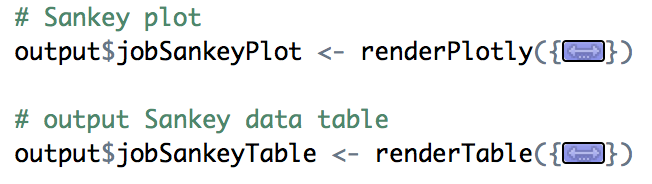 # Sankey plot
output$jobSankeyPlot <- renderPlotly({})
# output Sankey data table
output$jobSankeyTable <- renderTable({})